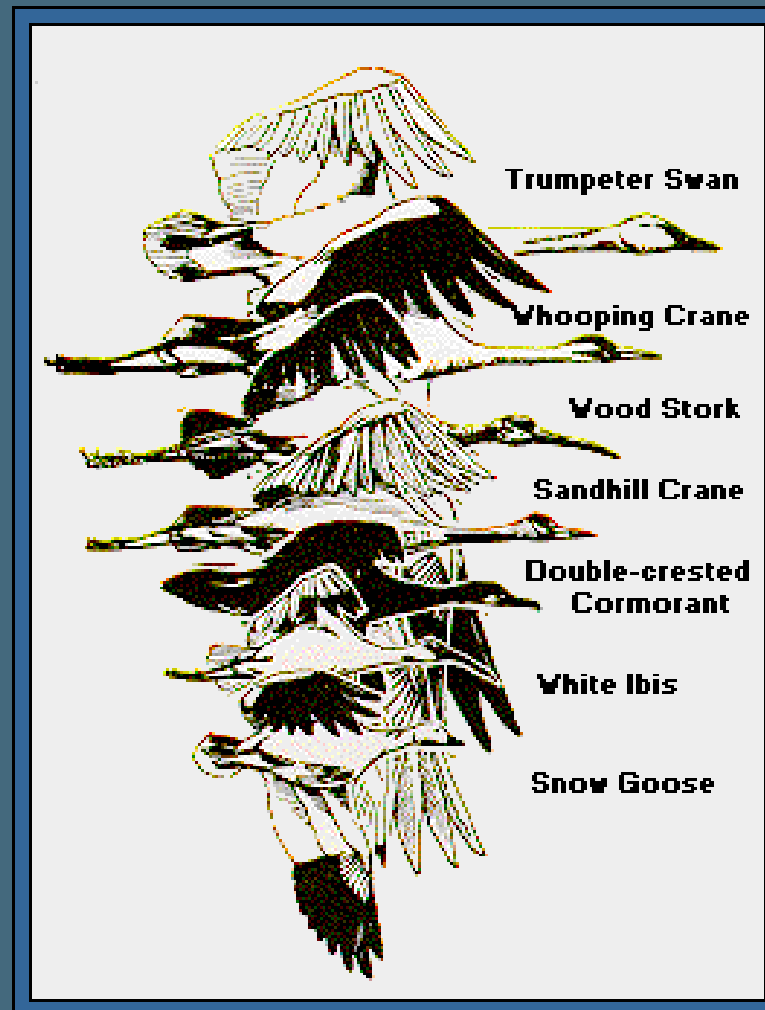 Trumpeter Swan
Whooping Crane
Wood Stork
Sandhill Crane
Double-crested
Cormorant
White Ibis
Snow Goose